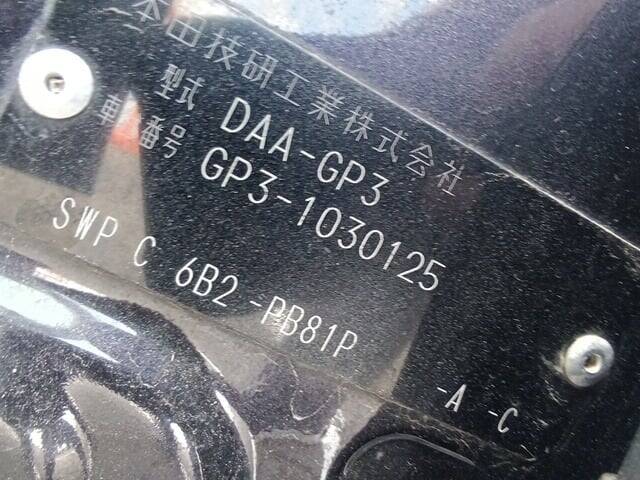 本田技研工業株式会社
型式 DAA-GP3
車台番号 GP3-1030125
SWP C 6B2 -PB81P -A -C